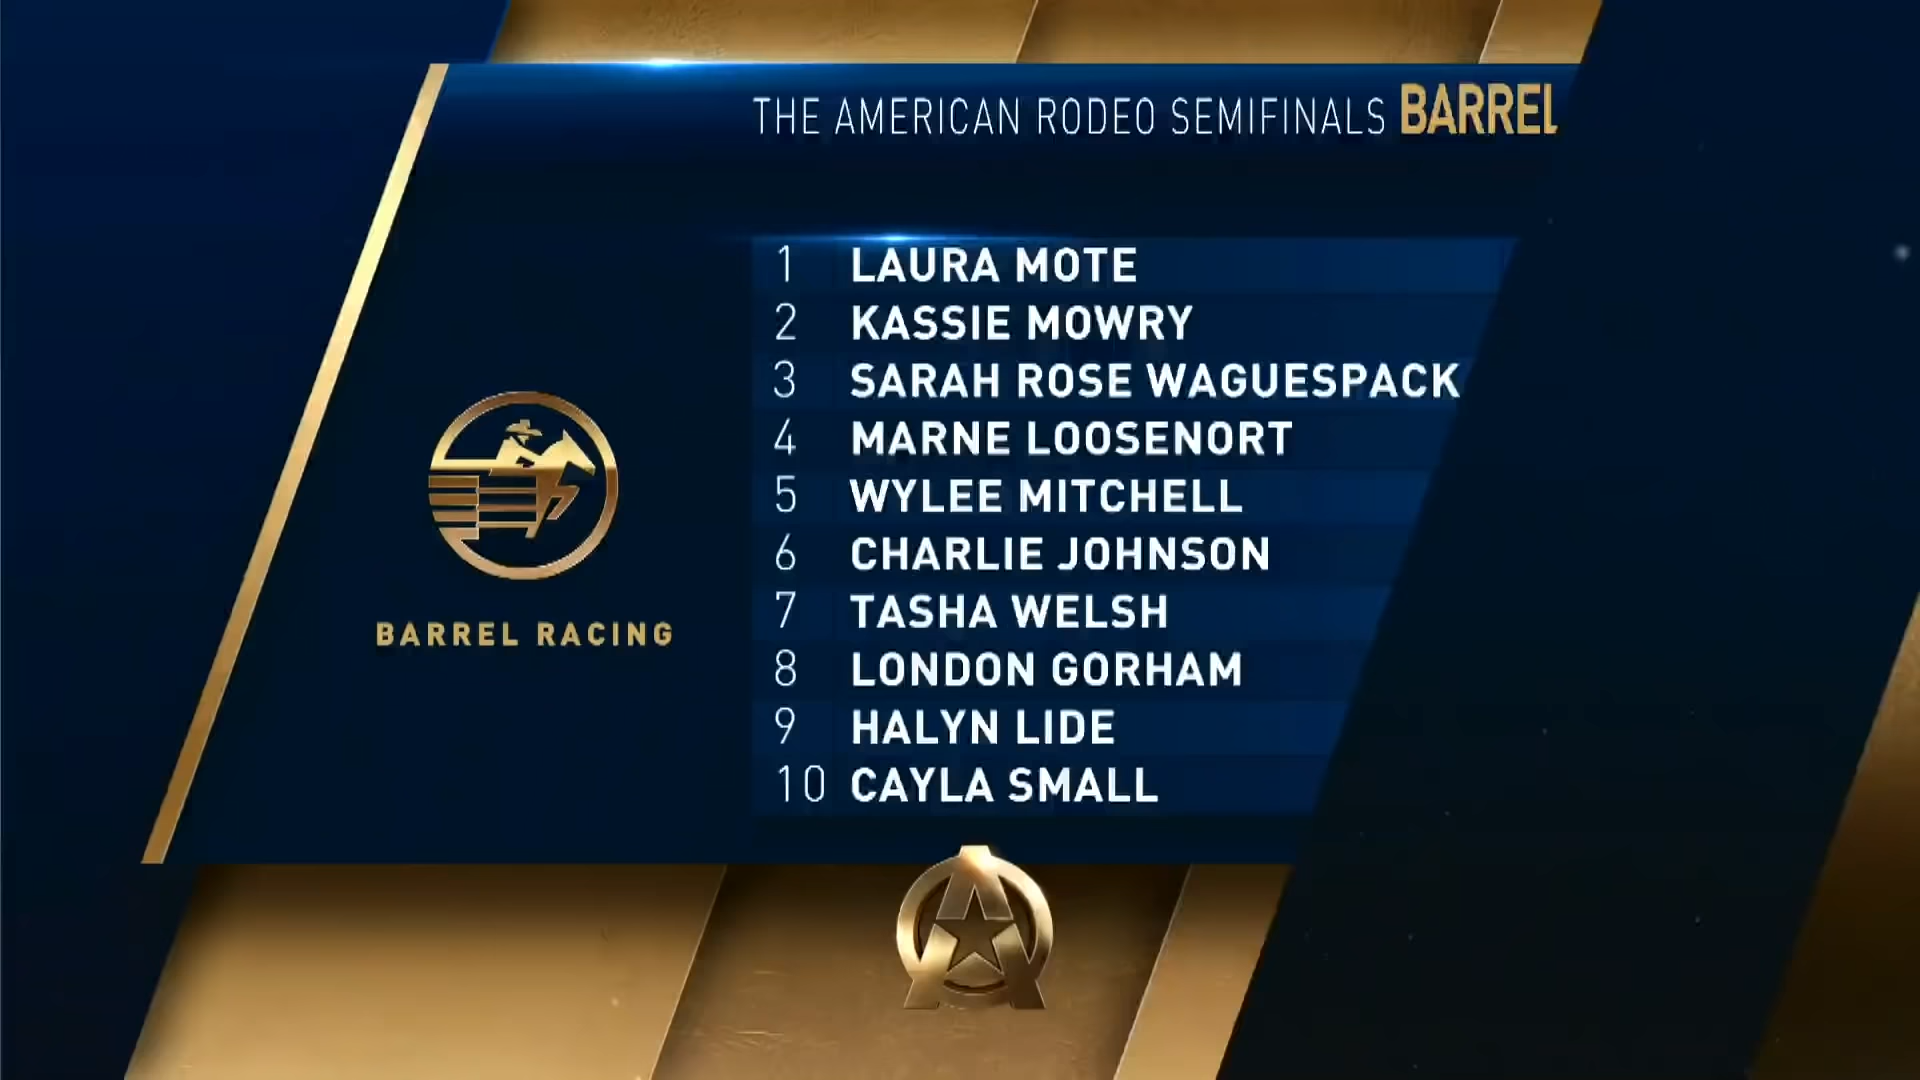 THE AMERICAN RODEO SEMIFINALS BARREL
1 LAURA MOTE
2 KASSIE MOWRY
3 SARAH ROSE WAGUESPACK
4 MARNE LOOSENORT
5 WYLEE MITCHELL
6 CHARLIE JOHNSON
7 TASHA WELSH
8 LONDON GORHAM
9 HALYN LIDE
10 CAYLA SMALL
BARREL RACING